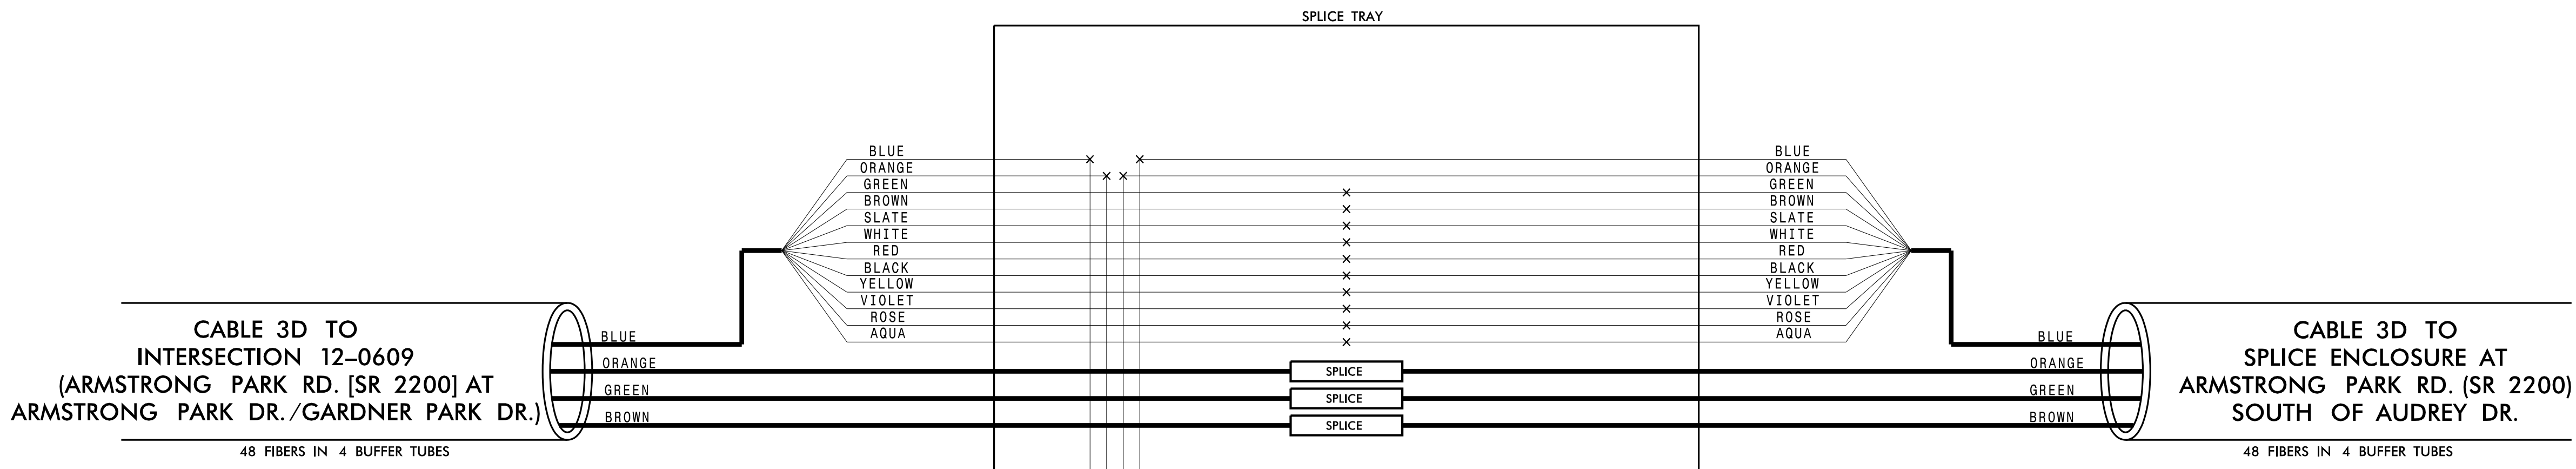 SPLICE TRAY
BLUE
ORANGE
GREEN
BROWN
SLATE
WHITE
RED
BLACK
YELLOW
VIOLET
ROSE
AQUA
BLUE
ORANGE
GREEN
BROWN
SLATE
WHITE
RED
BLACK
YELLOW
VIOLET
ROSE
AQUA
CABLE 3D TO
INTERSECTION 12–0609
(ARMSTRONG PARK RD. [SR 2200] AT
ARMSTRONG PARK DR./GARDNER PARK DR.)
48 FIBERS IN 4 BUFFER TUBES
BLUE
ORANGE
GREEN
BROWN
SPLICE
SPLICE
SPLICE
BLUE
ORANGE
GREEN
BROWN
CABLE 3D TO
SPLICE ENCLOSURE AT
ARMSTRONG PARK RD. (SR 2200)
SOUTH OF AUDREY DR.
48 FIBERS IN 4 BUFFER TUBES